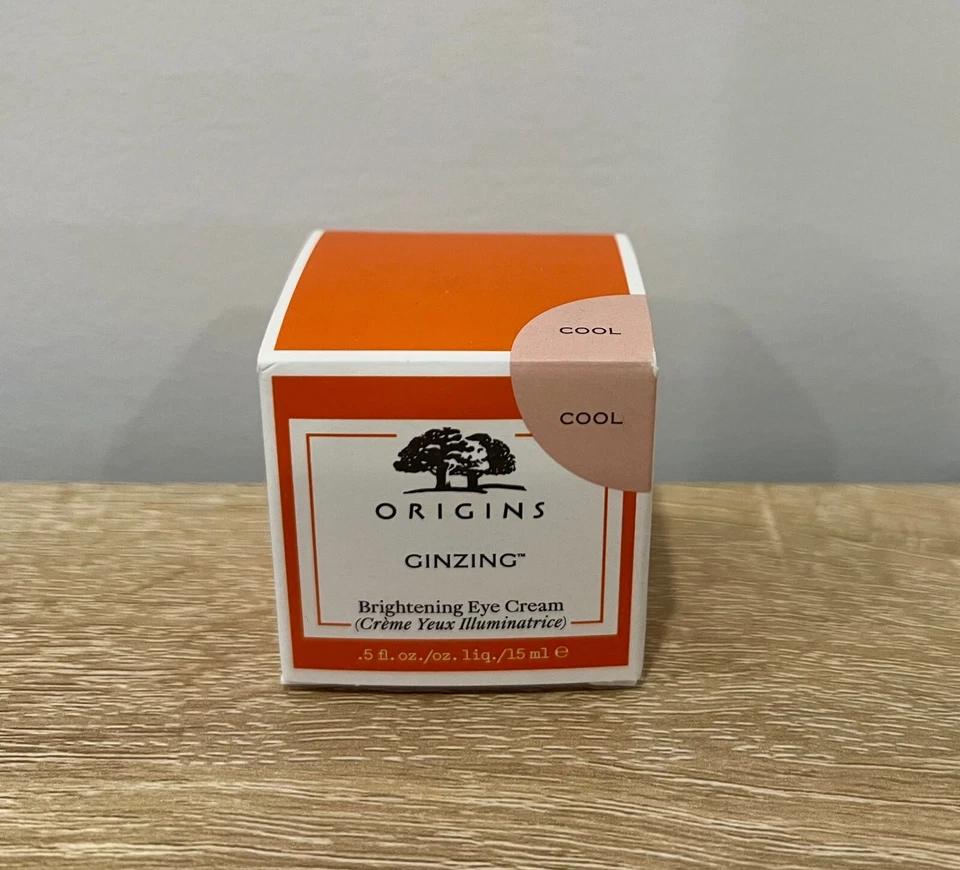 COOL
COOL
ORIGINS
GINZING™
Brightening Eye Cream
(Crème Yeux Illuminatrice)
.5 fl. oz./oz. liq./15 ml ℮